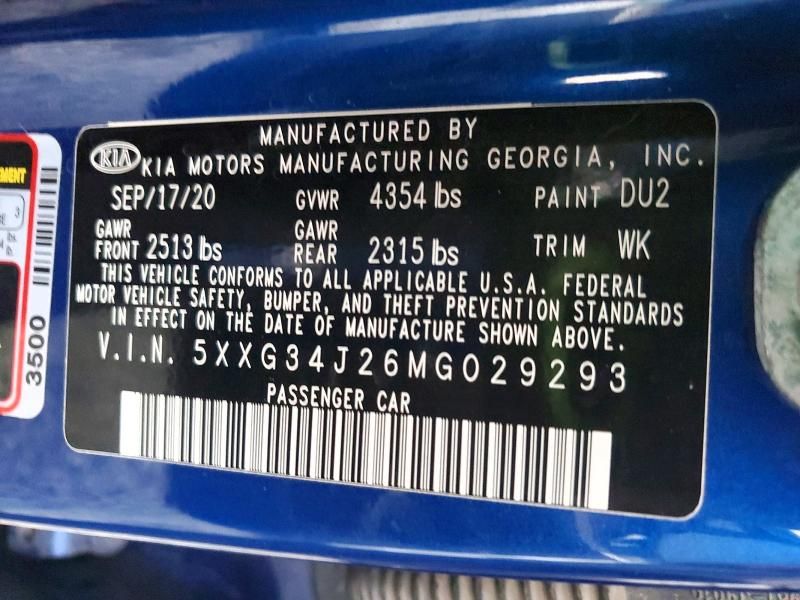 MANUFACTURED BY
KIA KIA MOTORS MANUFACTURING GEORGIA, INC.
SEP/17/20 GVWR 4354 lbs PAINT DU2
GAWR FRONT 2513 lbs GAWR REAR 2315 lbs TRIM WK
THIS VEHICLE CONFORMS TO ALL APPLICABLE U.S.A. FEDERAL
MOTOR VEHICLE SAFETY, BUMPER, AND THEFT PREVENTION STANDARDS
IN EFFECT ON THE DATE OF MANUFACTURE SHOWN ABOVE.
V.I.N. 5XXG34J26MG029293
PASSENGER CAR
3500
3